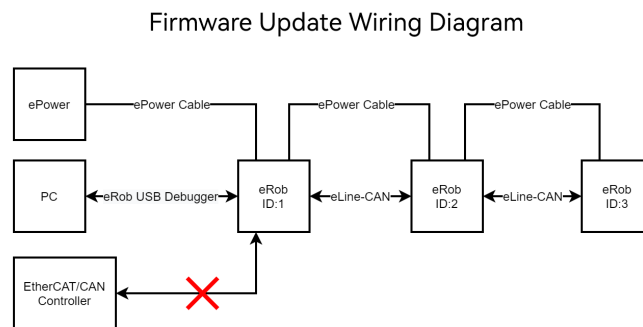 Firmware Update Wiring Diagram
ePower
ePower Cable
ePower Cable
ePower Cable
PC
eRob USB Debugger
eRob
ID:1
eLine-CAN
eRob
ID:2
eLine-CAN
eRob
ID:3
EtherCAT/CAN
Controller